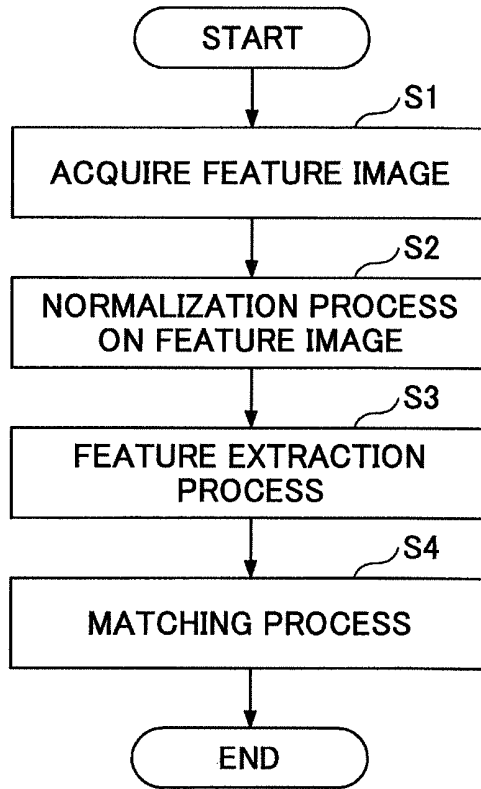 START
S1
ACQUIRE FEATURE IMAGE
S2
NORMALIZATION PROCESS
ON FEATURE IMAGE
S3
FEATURE EXTRACTION
PROCESS
S4
MATCHING PROCESS
END